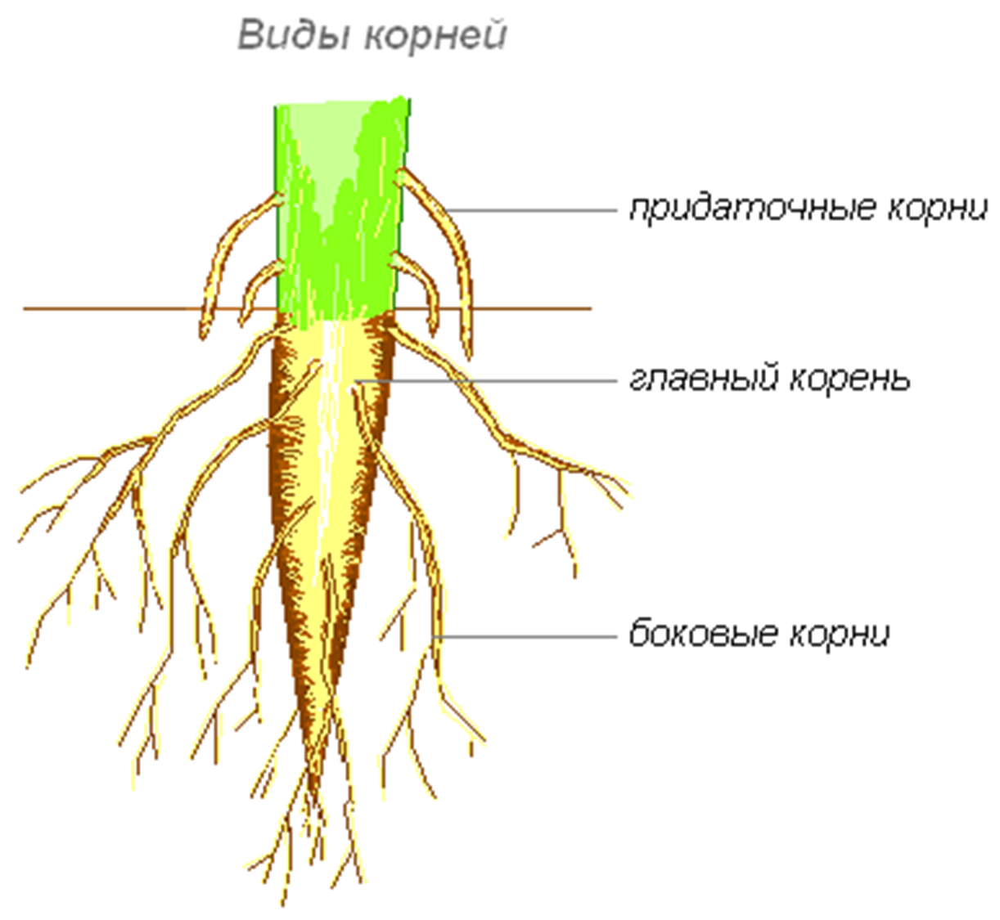 Виды корней
придаточные корни
главный корень
боковые корни